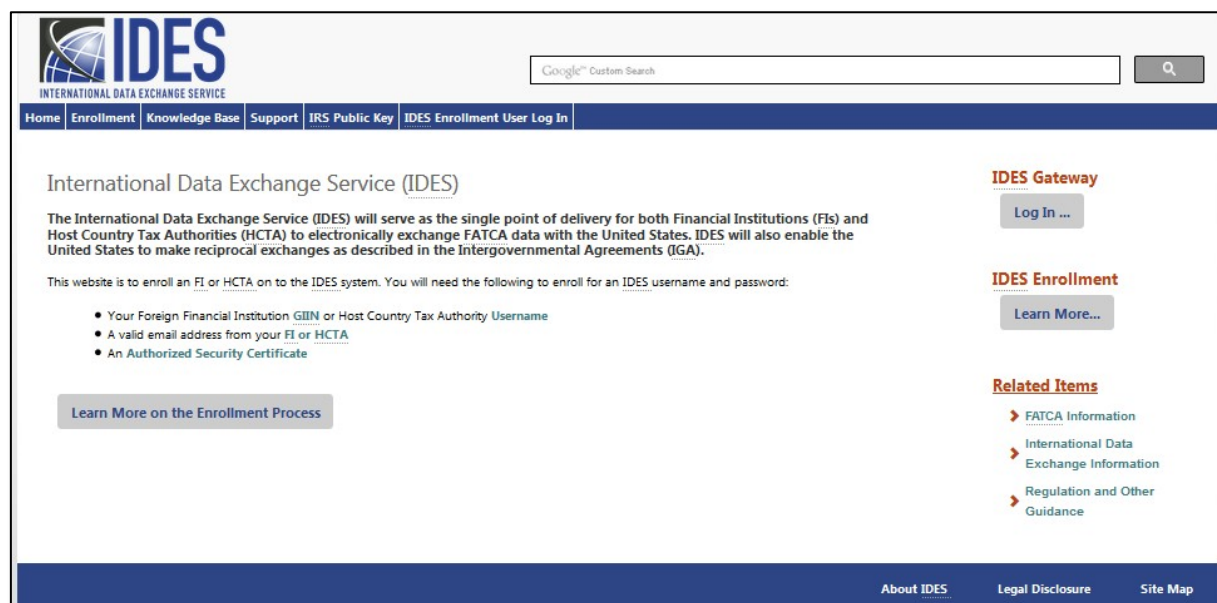 IDES
INTERNATIONAL DATA EXCHANGE SERVICE
Google™ Custom Search
Home Enrollment Knowledge Base Support IRS Public Key IDES Enrollment User Log In
International Data Exchange Service (IDES)
The International Data Exchange Service (IDES) will serve as the single point of delivery for both Financial Institutions (FIs) and
Host Country Tax Authorities (HCTA) to electronically exchange FATCA data with the United States. IDES will also enable the
United States to make reciprocal exchanges as described in the Intergovernmental Agreements (IGA).
This website is to enroll an FI or HCTA on to the IDES system. You will need the following to enroll for an IDES username and password:
• Your Foreign Financial Institution GIIN or Host Country Tax Authority Username
• A valid email address from your FI or HCTA
• An Authorized Security Certificate
Learn More on the Enrollment Process
IDES Gateway
Log In ...
IDES Enrollment
Learn More...
Related Items
FATCA Information
International Data
Exchange Information
Regulation and Other
Guidance
About IDES Legal Disclosure Site Map